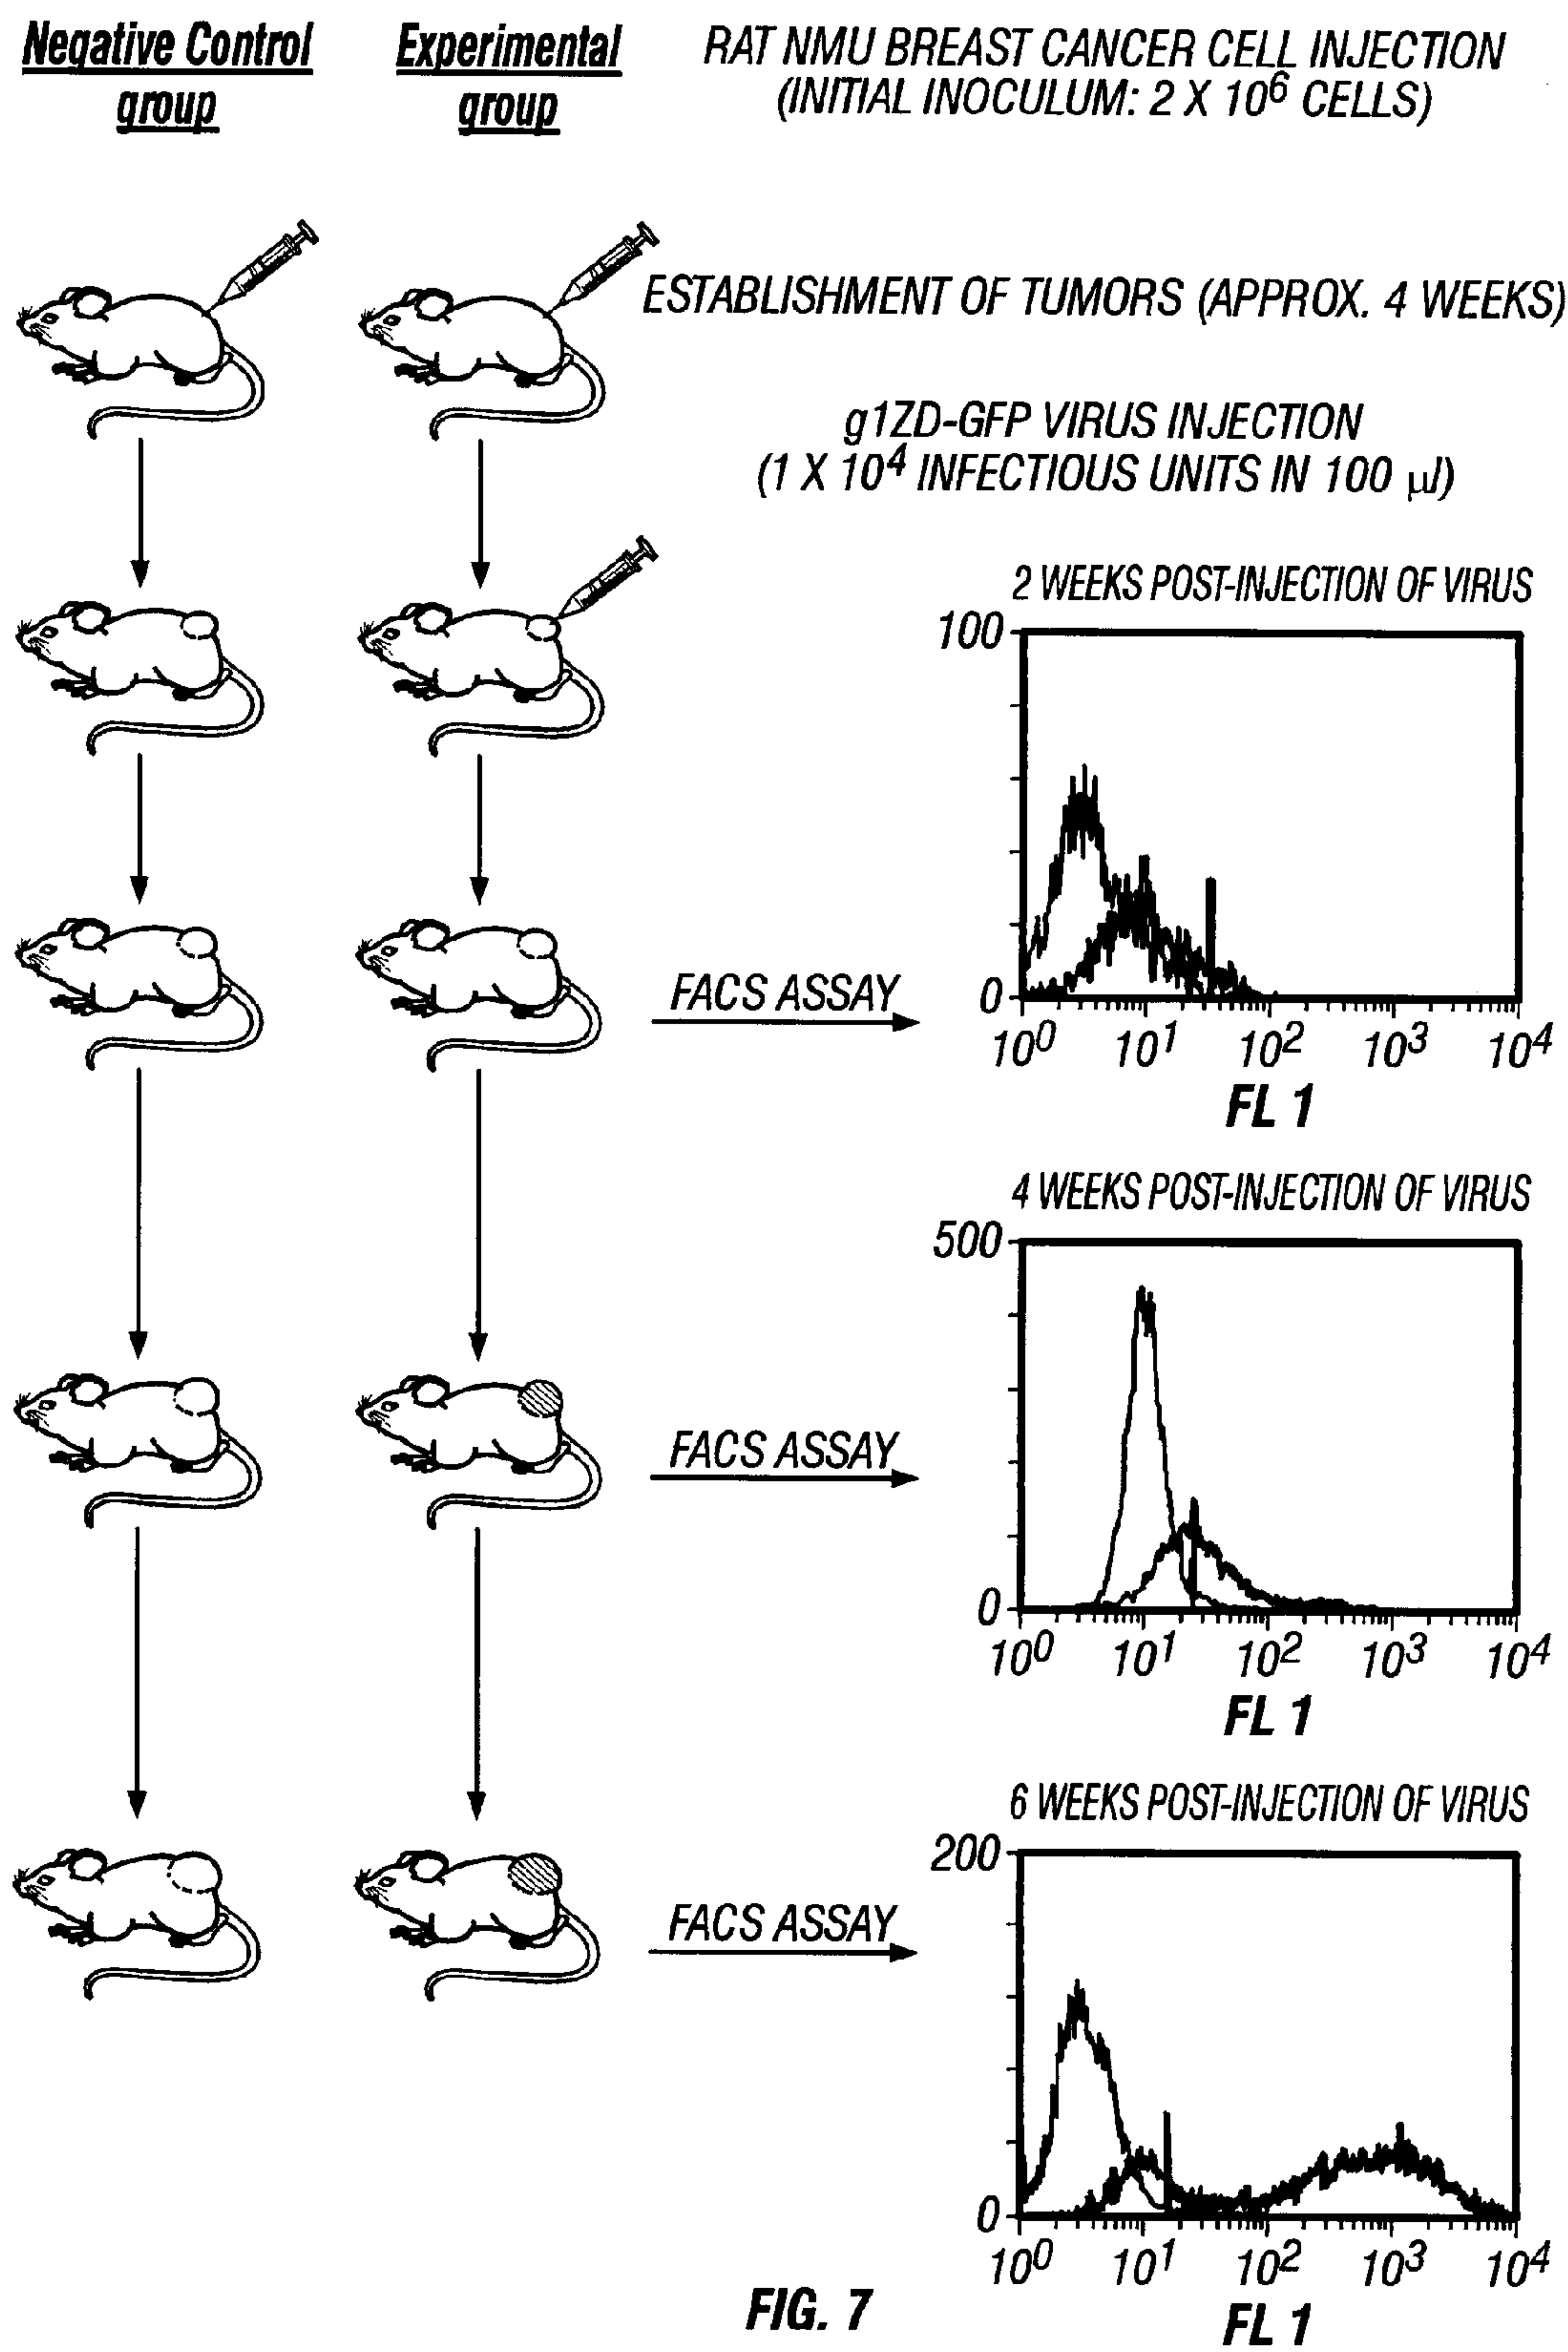 Negative Control
group
Experimental
group
RAT NMU BREAST CANCER CELL INJECTION
(INITIAL INOCULUM: 2 X 10⁶ CELLS)
ESTABLISHMENT OF TUMORS (APPROX. 4 WEEKS)
g1ZD-GFP VIRUS INJECTION
(1 X 10⁴ INFECTIOUS UNITS IN 100 µl)
2 WEEKS POST-INJECTION OF VIRUS
100
0
FACS ASSAY
10⁰ 10¹ 10² 10³ 10⁴
FL 1
4 WEEKS POST-INJECTION OF VIRUS
500
0
FACS ASSAY
10⁰ 10¹ 10² 10³ 10⁴
FL 1
6 WEEKS POST-INJECTION OF VIRUS
200
0
FACS ASSAY
10⁰ 10¹ 10² 10³ 10⁴
FL 1
FIG. 7